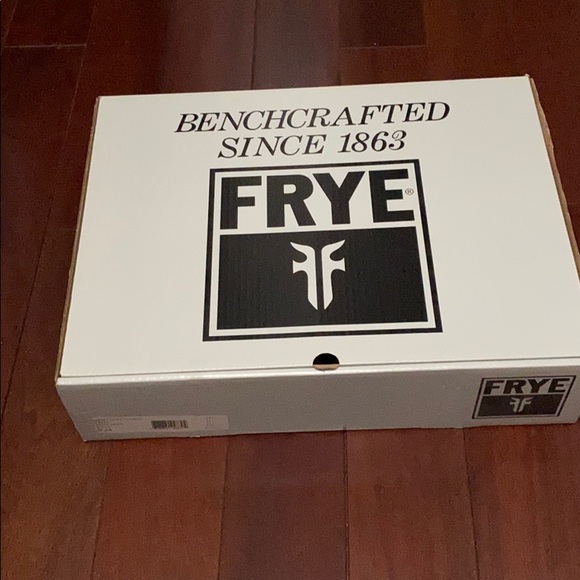 BENCHCRAFTED
SINCE 1863
FRYE®
FRYE